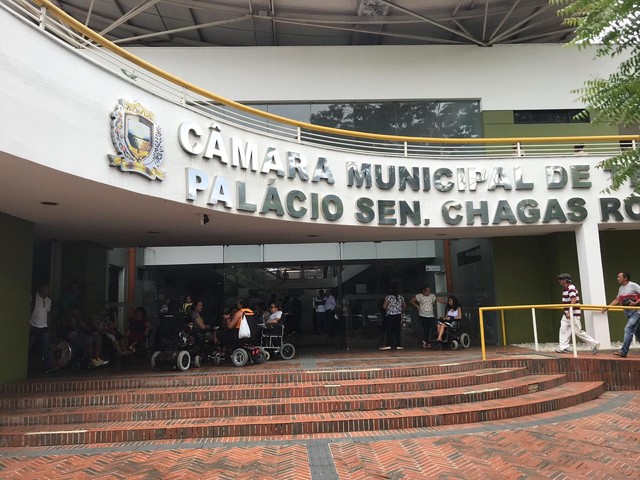 CÂMARA MUNICIPAL DE
PALÁCIO SEN. CHAGAS